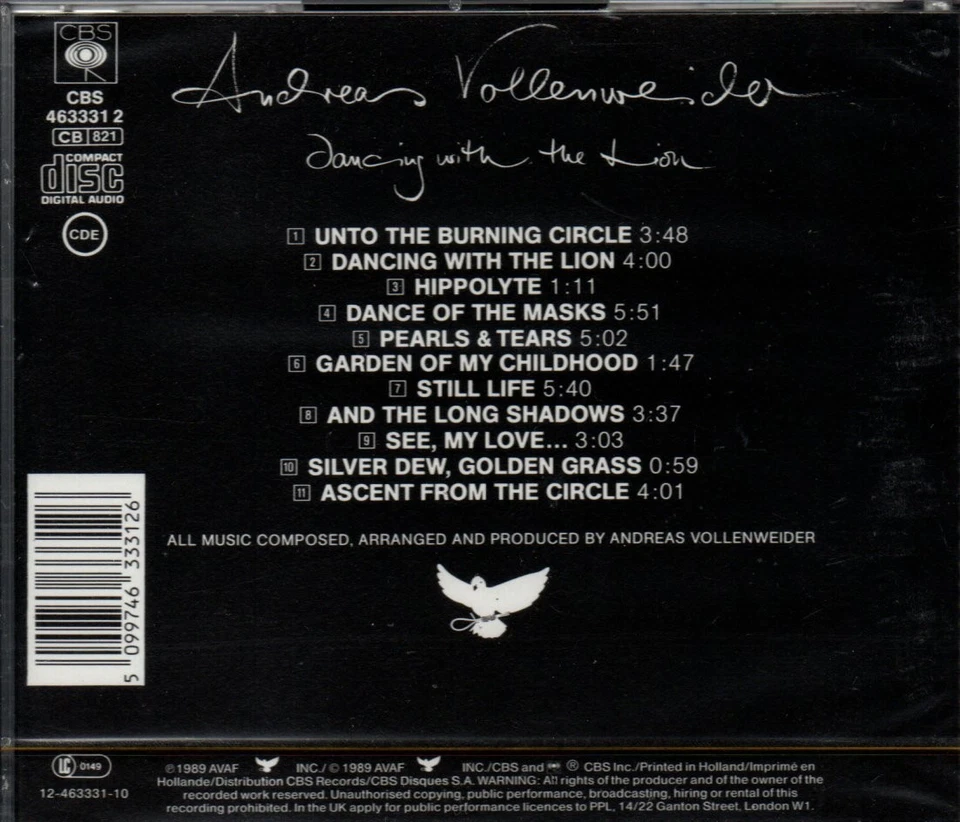 CBS
CBS
463331 2
CB 821
COMPACT
disc
DIGITAL AUDIO
CDE
Andreas Vollenweider
dancing with the Lion
1 UNTO THE BURNING CIRCLE 3:48
2 DANCING WITH THE LION 4:00
3 HIPPOLYTE 1:11
4 DANCE OF THE MASKS 5:51
5 PEARLS & TEARS 5:02
6 GARDEN OF MY CHILDHOOD 1:47
7 STILL LIFE 5:40
8 AND THE LONG SHADOWS 3:37
9 SEE, MY LOVE... 3:03
10 SILVER DEW, GOLDEN GRASS 0:59
11 ASCENT FROM THE CIRCLE 4:01
ALL MUSIC COMPOSED, ARRANGED AND PRODUCED BY ANDREAS VOLLENWEIDER
5 099746 333126
LC 0149
12-463331-10
℗ 1989 AVAF INC./© 1989 AVAF INC./CBS and ® CBS Inc./Printed in Holland/Imprimé en
Hollande/Distribution CBS Records/CBS Disques S.A. WARNING: All rights of the producer and of the owner of the
recorded work reserved. Unauthorised copying, public performance, broadcasting, hiring or rental of this
recording prohibited. In the UK apply for public performance licences to PPL, 14/22 Ganton Street, London W1.